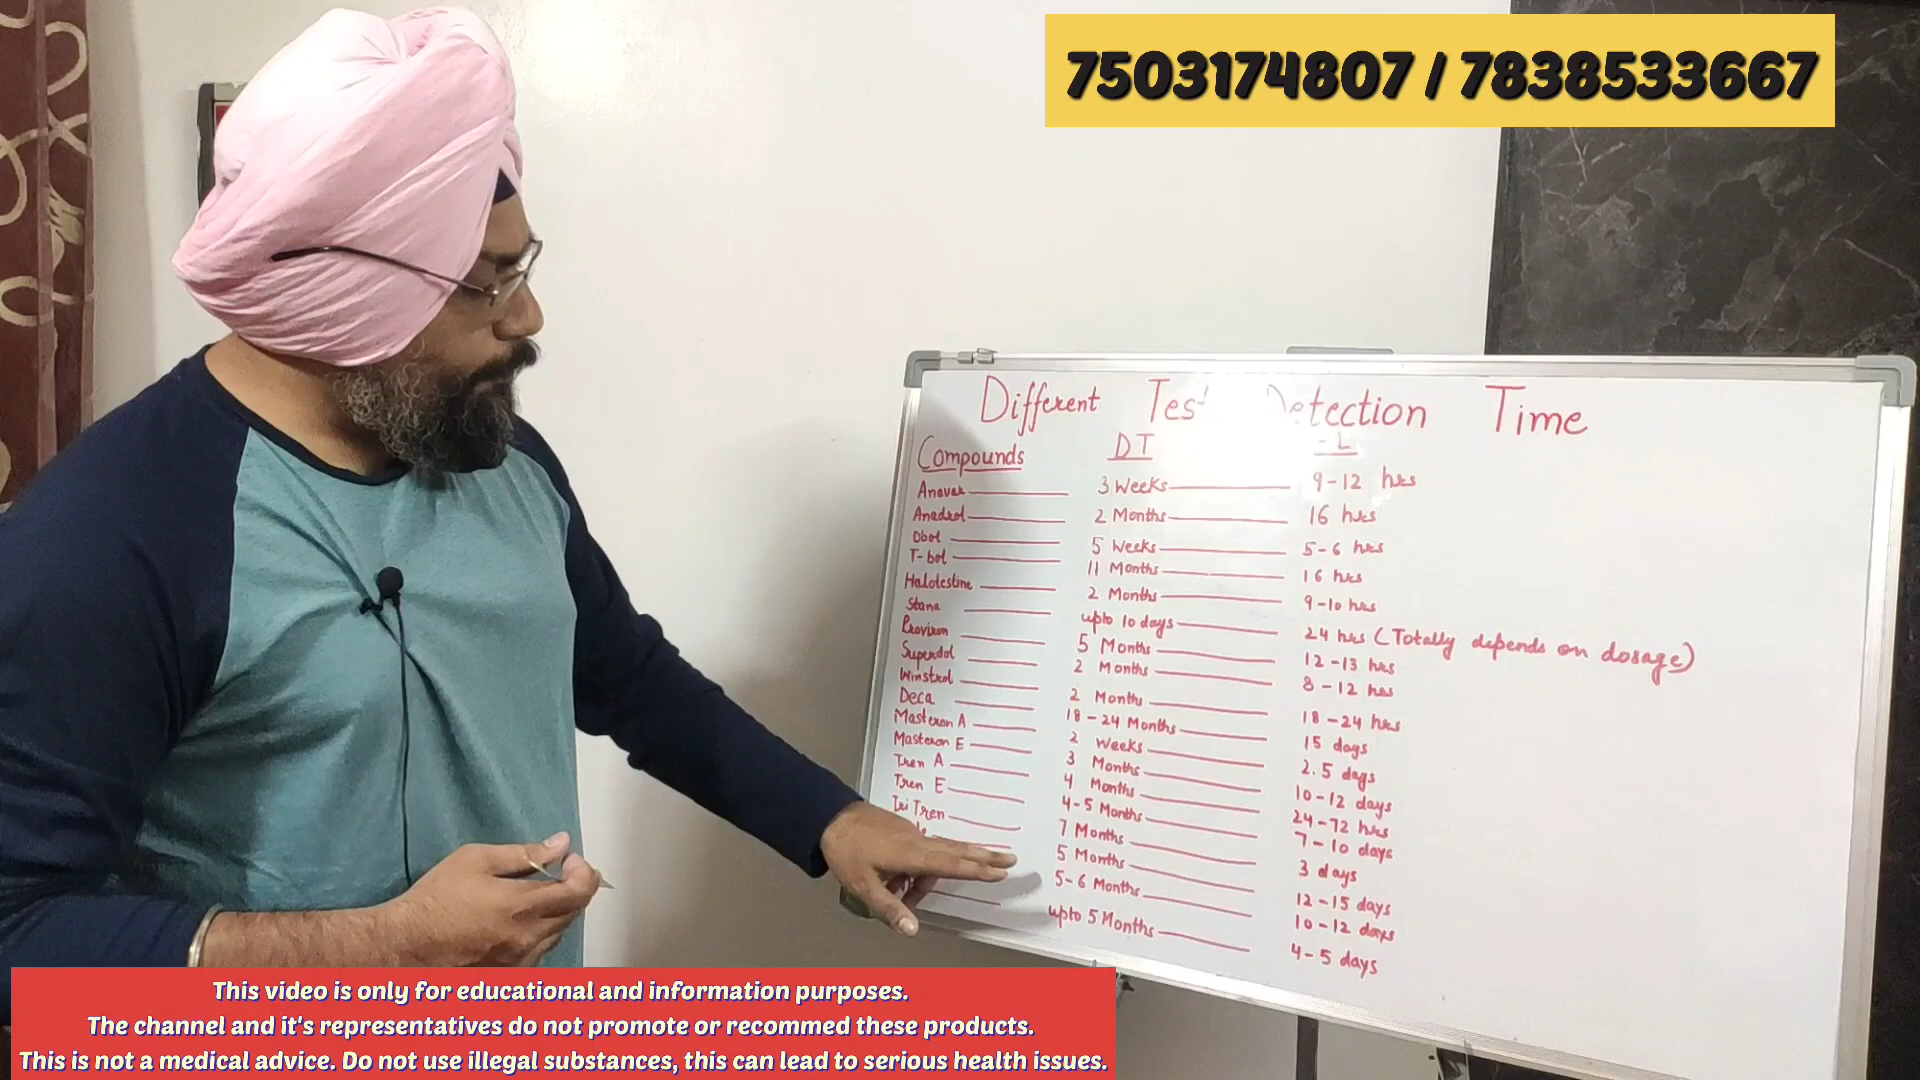 7503174807 / 7838533667
Different Test Detection Time
Compounds DT
Anavar 3 Weeks 9-12 hrs
Anadrol 2 Months 16 hrs
Dbol 5 Weeks 5-6 hrs
T-bol 11 Months 16 hrs
Halotestine 2 Months 9-10 hrs
Stana upto 10 days 24 hrs (Totally depends on dosage)
Proviron 5 Months 12-13 hrs
Superdol 2 Months 8-12 hrs
Winstrol 2 Months 18-24 hrs
Deca 18-24 Months 15 days
Masteron A 2 Weeks 2.5 days
Masteron E 3 Months 10-12 days
Tren A 4 Months 24-72 hrs
Tren E 4-5 Months 7-10 days
Tri Tren 7 Months 3 days
5 Months 12-15 days
5-6 Months 10-12 days
upto 5 Months 4-5 days
This video is only for educational and information purposes.
The channel and it's representatives do not promote or recommed these products.
This is not a medical advice. Do not use illegal substances, this can lead to serious health issues.